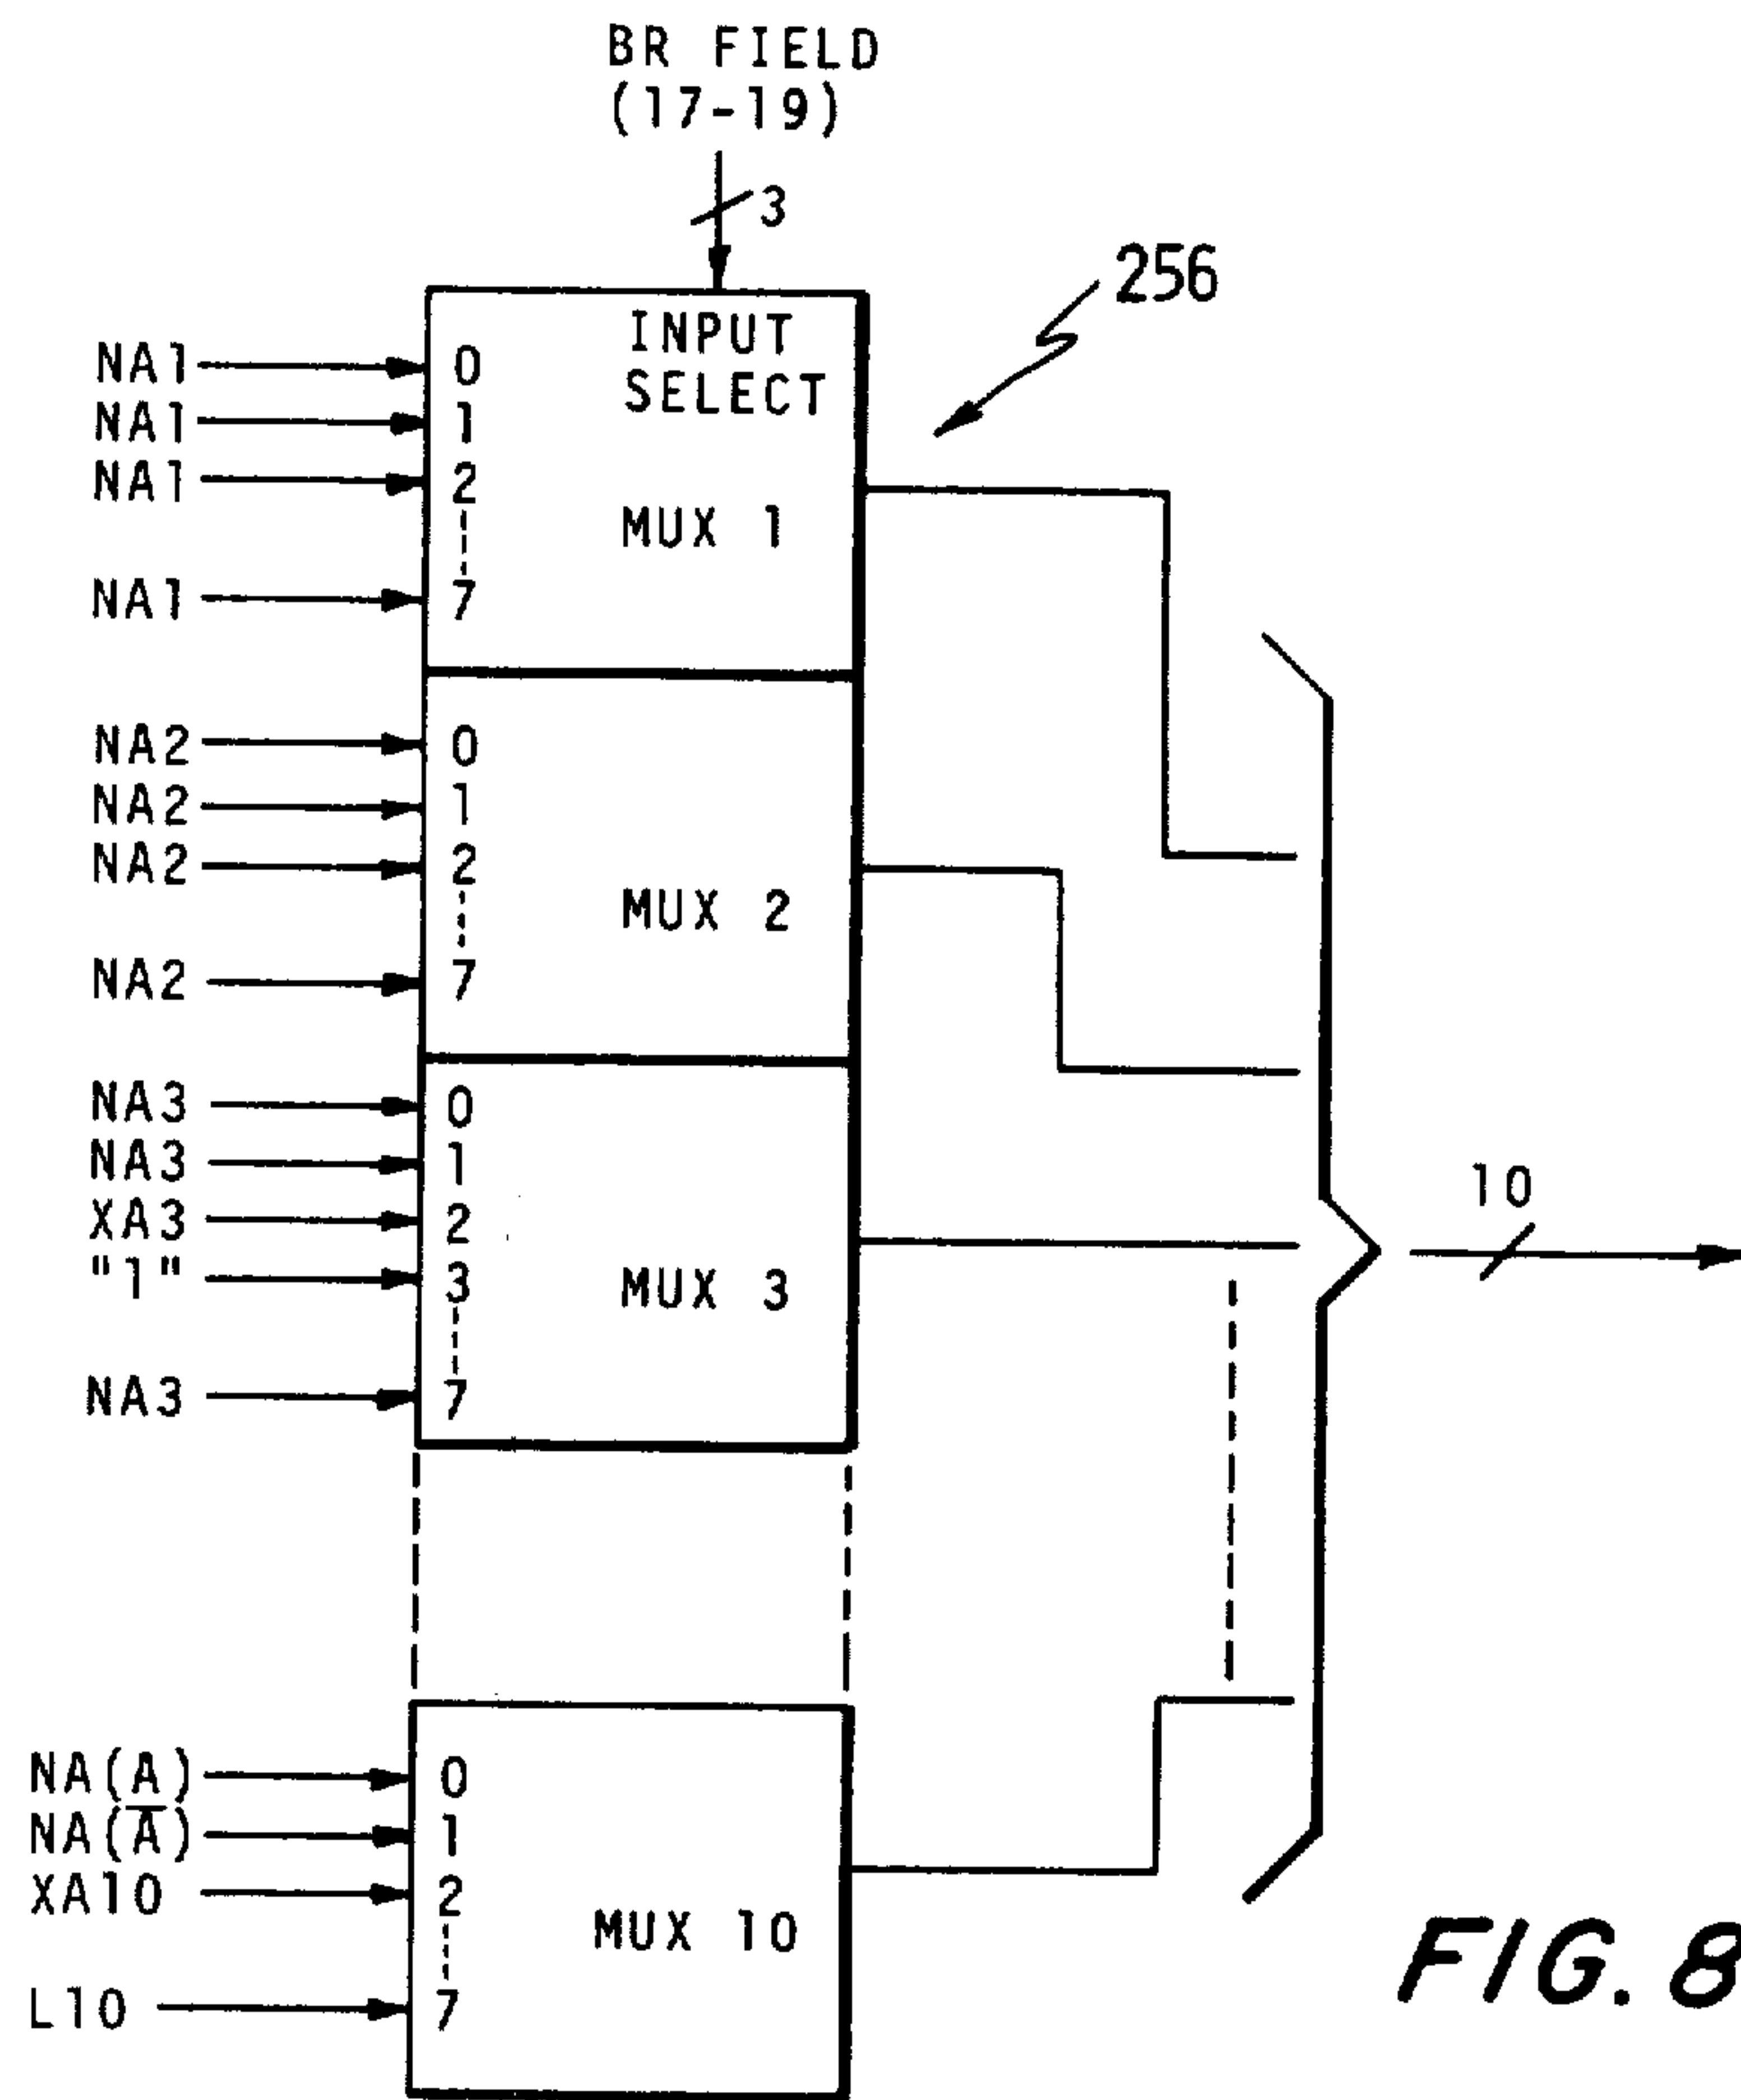 BR FIELD
(17-19)
3
256
INPUT
SELECT
NA1 0
NA1 1
NA1 2
MUX 1
NA1 7
NA2 0
NA2 1
NA2 2
MUX 2
NA2 7
NA3 0
NA3 1
XA3 2
"1" 3
MUX 3
NA3 7
10
NA(A) 0
NA(A̅) 1
XA10 2
MUX 10
L10 7
FIG. 8